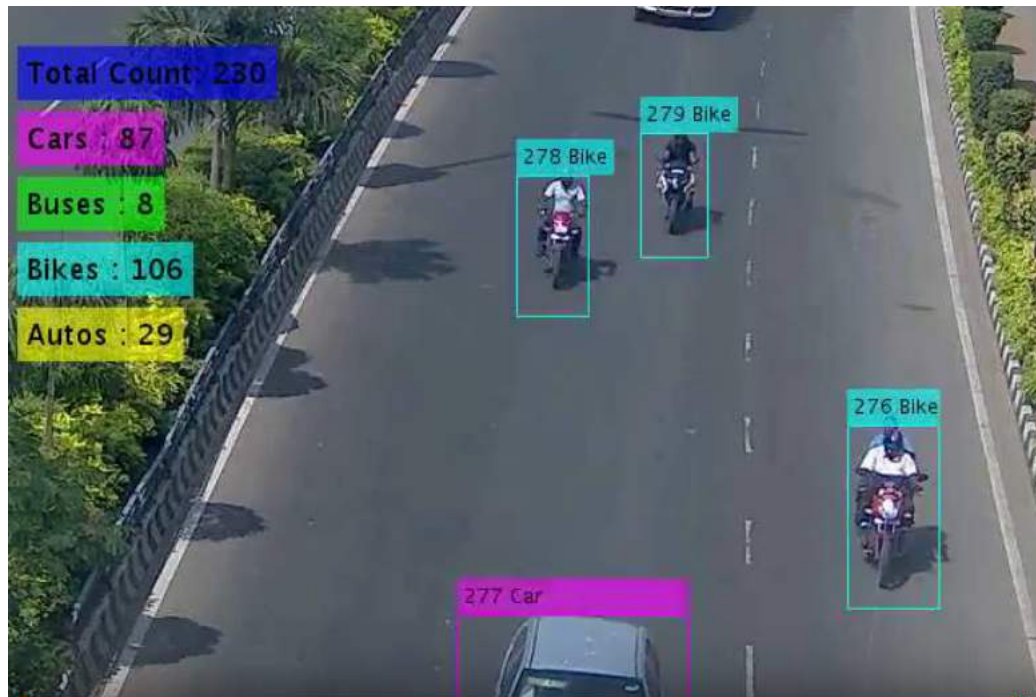 Total Count: 230
Cars : 87
Buses : 8
Bikes : 106
Autos : 29
279 Bike
278 Bike
276 Bike
277 Car